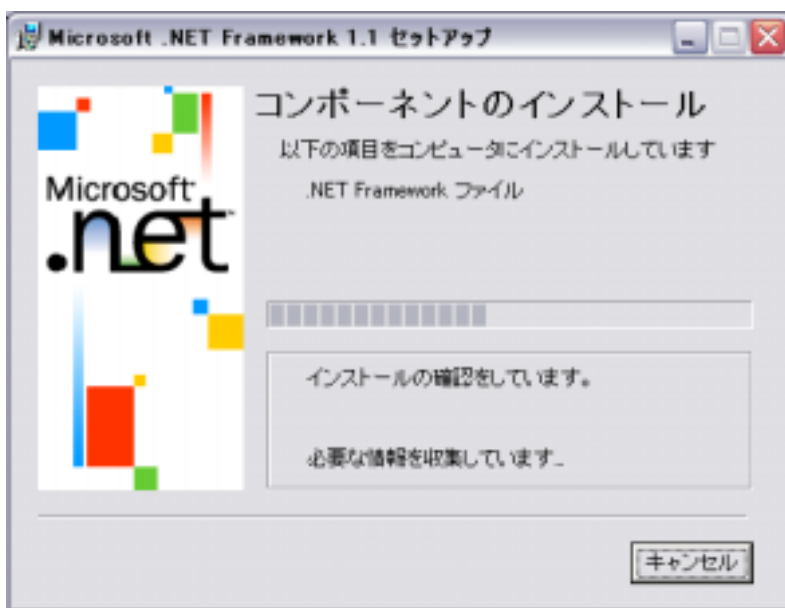 Microsoft .NET Framework 1.1 セットアップ
コンポーネントのインストール
以下の項目をコンピュータにインストールしています
.NET Framework ファイル
Microsoft
.net
インストールの確認をしています。
必要な情報を収集しています...
キャンセル